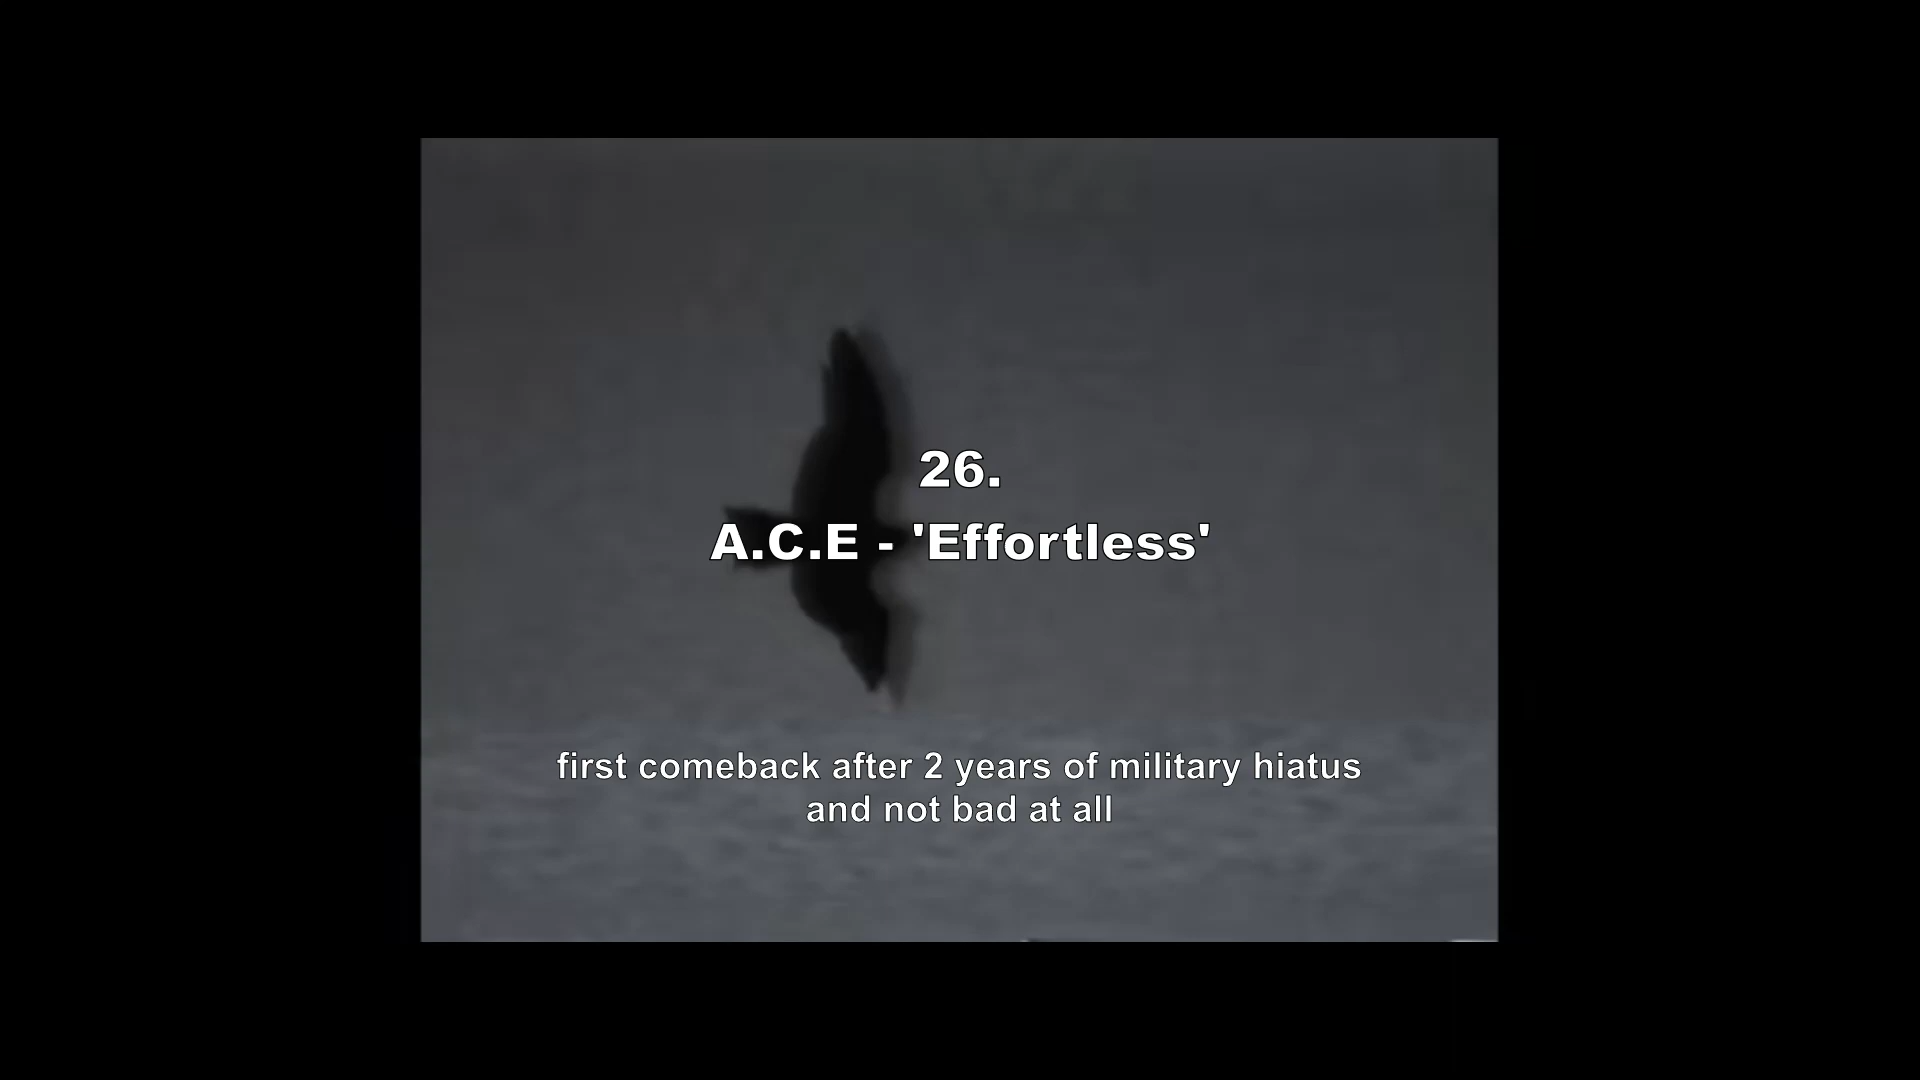 26.
A.C.E - 'Effortless'
first comeback after 2 years of military hiatus
and not bad at all